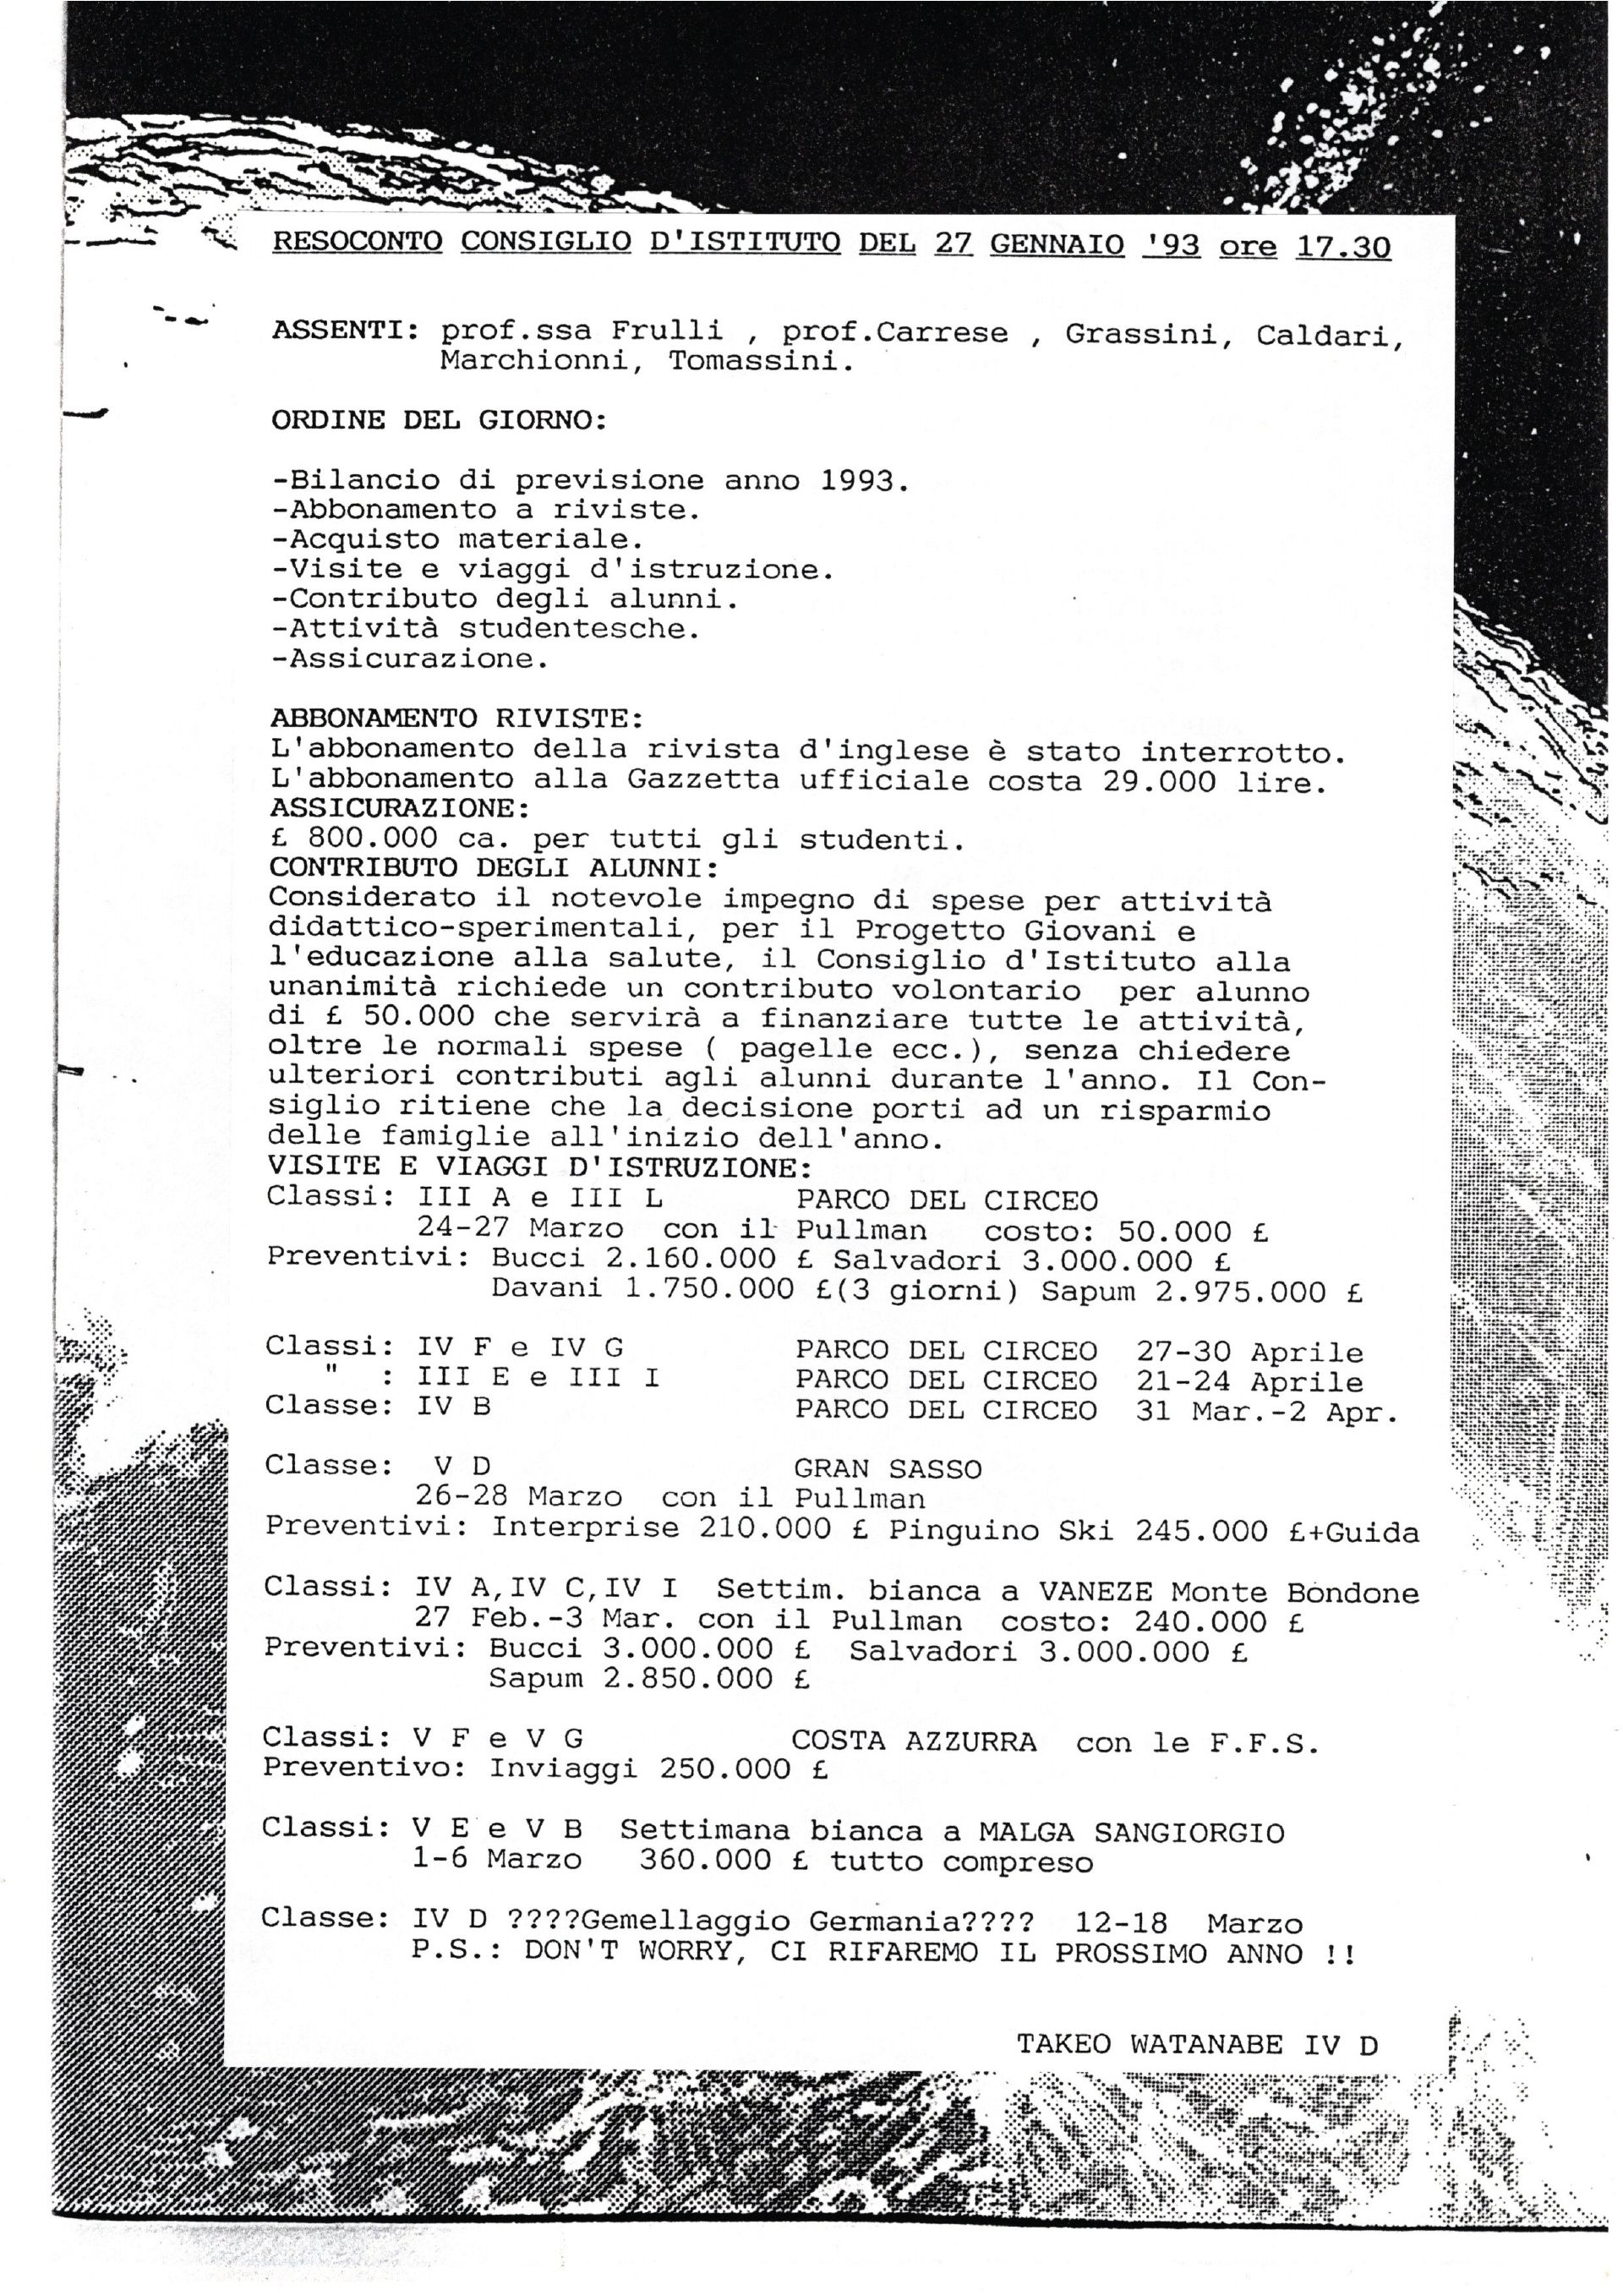 RESOCONTO CONSIGLIO D'ISTITUTO DEL 27 GENNAIO '93 ore 17.30
ASSENTI: prof.ssa Frulli , prof.Carrese , Grassini, Caldari,
Marchionni, Tomassini.
ORDINE DEL GIORNO:
-Bilancio di previsione anno 1993.
-Abbonamento a riviste.
-Acquisto materiale.
-Visite e viaggi d'istruzione.
-Contributo degli alunni.
-Attività studentesche.
-Assicurazione.
ABBONAMENTO RIVISTE:
L'abbonamento della rivista d'inglese è stato interrotto.
L'abbonamento alla Gazzetta ufficiale costa 29.000 lire.
ASSICURAZIONE:
£ 800.000 ca. per tutti gli studenti.
CONTRIBUTO DEGLI ALUNNI:
Considerato il notevole impegno di spese per attività
didattico-sperimentali, per il Progetto Giovani e
l'educazione alla salute, il Consiglio d'Istituto alla
unanimità richiede un contributo volontario  per alunno
di £ 50.000 che servirà a finanziare tutte le attività,
oltre le normali spese ( pagelle ecc.), senza chiedere
ulteriori contributi agli alunni durante l'anno. Il Con-
siglio ritiene che la decisione porti ad un risparmio
delle famiglie all'inizio dell'anno.
VISITE E VIAGGI D'ISTRUZIONE:
Classi: III A e III L       PARCO DEL CIRCEO
24-27 Marzo  con il Pullman   costo: 50.000 £
Preventivi: Bucci 2.160.000 £ Salvadori 3.000.000 £
Davani 1.750.000 £(3 giorni) Sapum 2.975.000 £
Classi: IV F e IV G         PARCO DEL CIRCEO  27-30 Aprile
"  : III E e III I       PARCO DEL CIRCEO  21-24 Aprile
Classe: IV B                PARCO DEL CIRCEO  31 Mar.-2 Apr.
Classe:  V D                GRAN SASSO
26-28 Marzo  con il Pullman
Preventivi: Interprise 210.000 £ Pinguino Ski 245.000 £+Guida
Classi: IV A,IV C,IV I  Settim. bianca a VANEZE Monte Bondone
27 Feb.-3 Mar. con il Pullman  costo: 240.000 £
Preventivi: Bucci 3.000.000 £  Salvadori 3.000.000 £
Sapum 2.850.000 £
Classi: V F e V G           COSTA AZZURRA  con le F.F.S.
Preventivo: Inviaggi 250.000 £
Classi: V E e V B  Settimana bianca a MALGA SANGIORGIO
1-6 Marzo   360.000 £ tutto compreso
Classe: IV D ????Gemellaggio Germania????  12-18  Marzo
P.S.: DON'T WORRY, CI RIFAREMO IL PROSSIMO ANNO !!
TAKEO WATANABE IV D